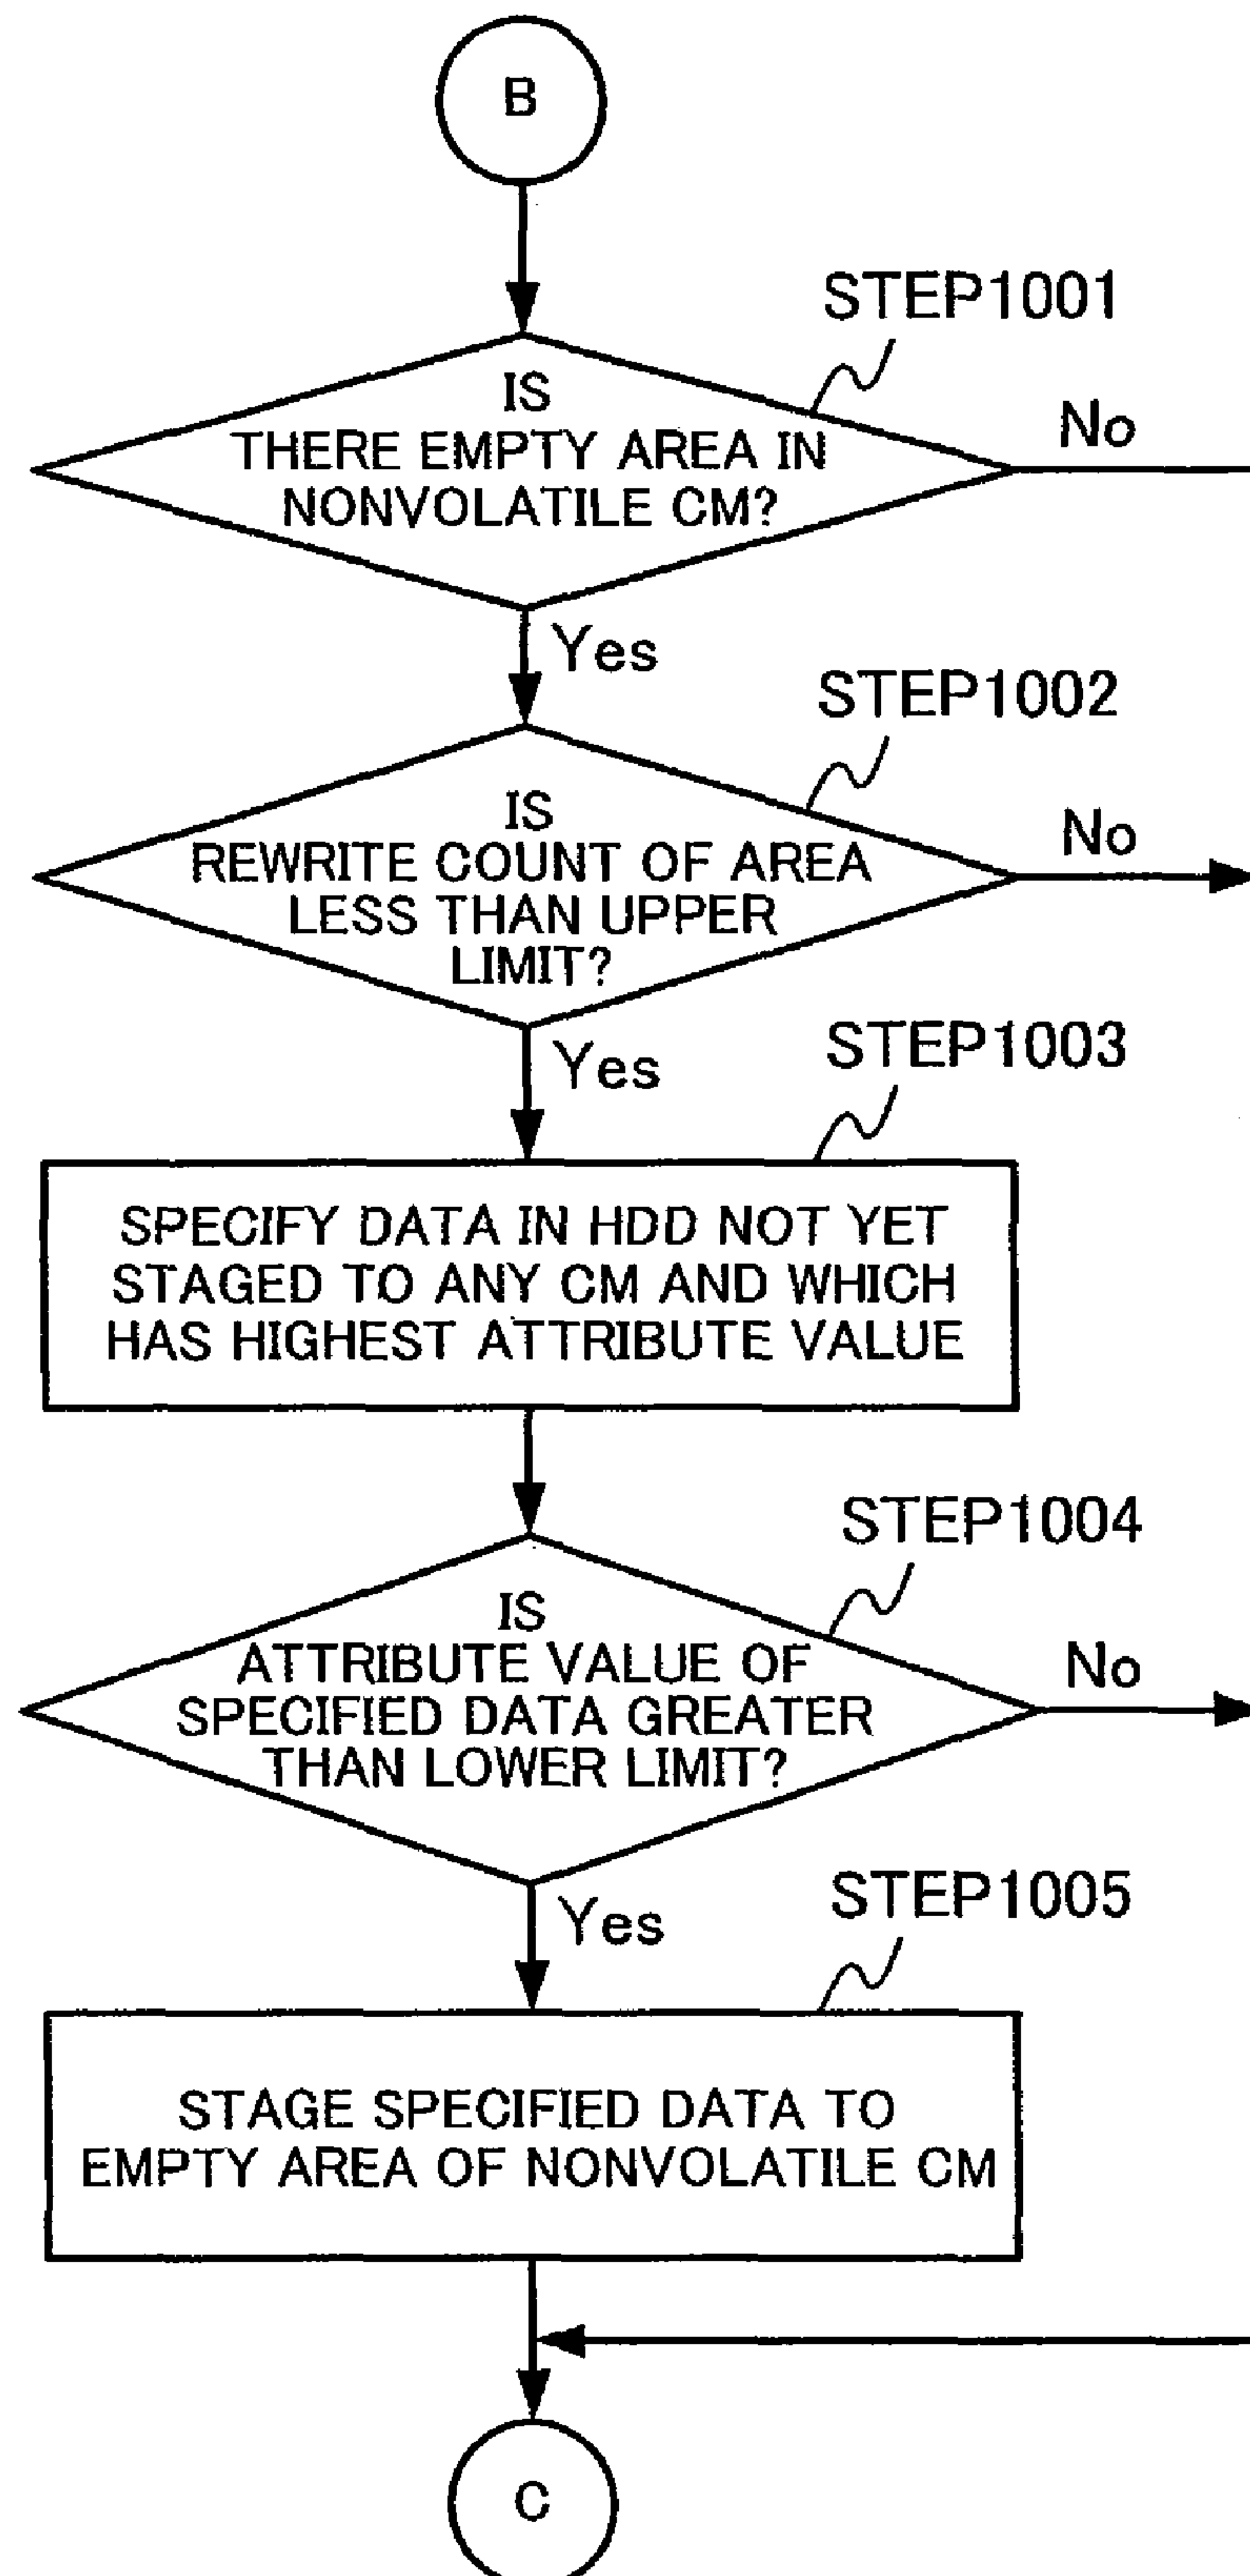 B
STEP1001
IS
THERE EMPTY AREA IN
NONVOLATILE CM?
No
Yes
STEP1002
IS
REWRITE COUNT OF AREA
LESS THAN UPPER
LIMIT?
No
Yes
STEP1003
SPECIFY DATA IN HDD NOT YET
STAGED TO ANY CM AND WHICH
HAS HIGHEST ATTRIBUTE VALUE
STEP1004
IS
ATTRIBUTE VALUE OF
SPECIFIED DATA GREATER
THAN LOWER LIMIT?
No
Yes
STEP1005
STAGE SPECIFIED DATA TO
EMPTY AREA OF NONVOLATILE CM
C